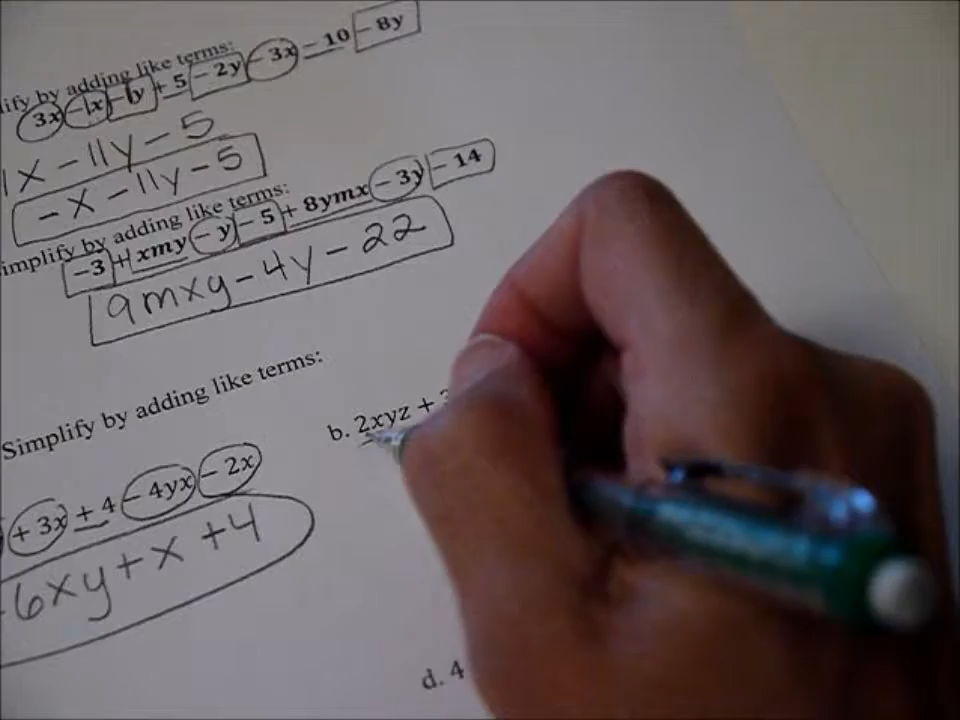 lify by adding like terms:
3x - 1x - 1y + 5 - 2y - 3x - 10 - 8y
1x - 11y - 5
- x - 11y - 5
implify by adding like terms:
-3 + 1xmy - y - 5 + 8ymx - 3y - 14
9mxy - 4y - 22
Simplify by adding like terms:
+ 3x + 4 - 4yx - 2x
b. 2xyz +
6xy + x + 4
d. 4